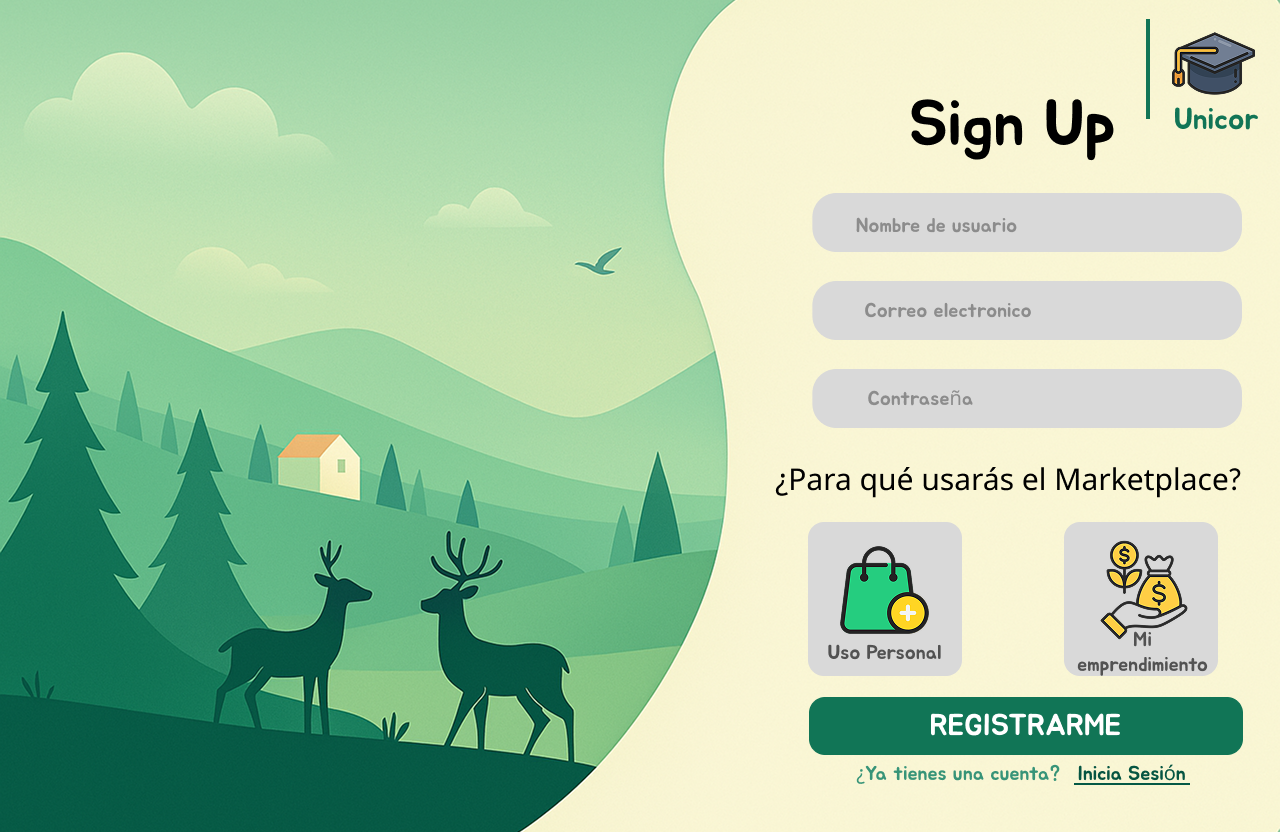 Unicor
Sign Up
Nombre de usuario
Correo electronico
Contraseña
¿Para qué usarás el Marketplace?
Uso Personal
Mi
emprendimiento
REGISTRARME
¿Ya tienes una cuenta? Inicia Sesión